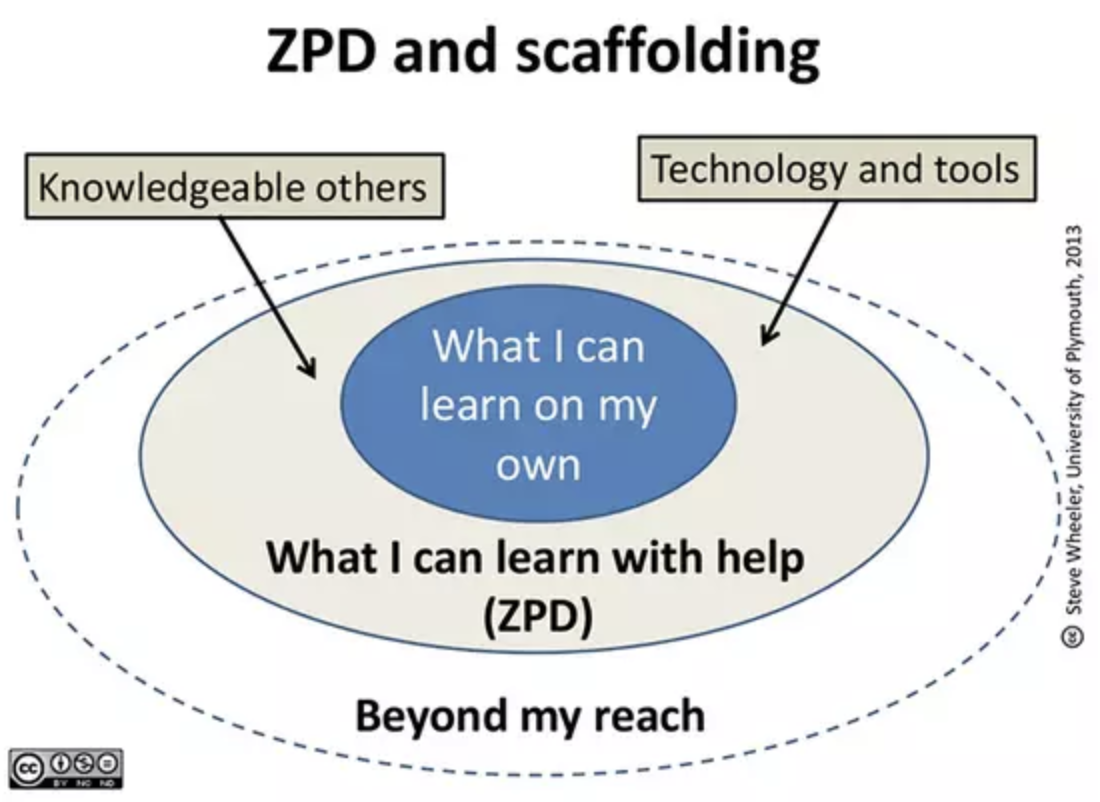 ZPD and scaffolding
Knowledgeable others
Technology and tools
What I can
learn on my
own
What I can learn with help
(ZPD)
Beyond my reach
cc Steve Wheeler, University of Plymouth, 2013
cc
BY NC ND